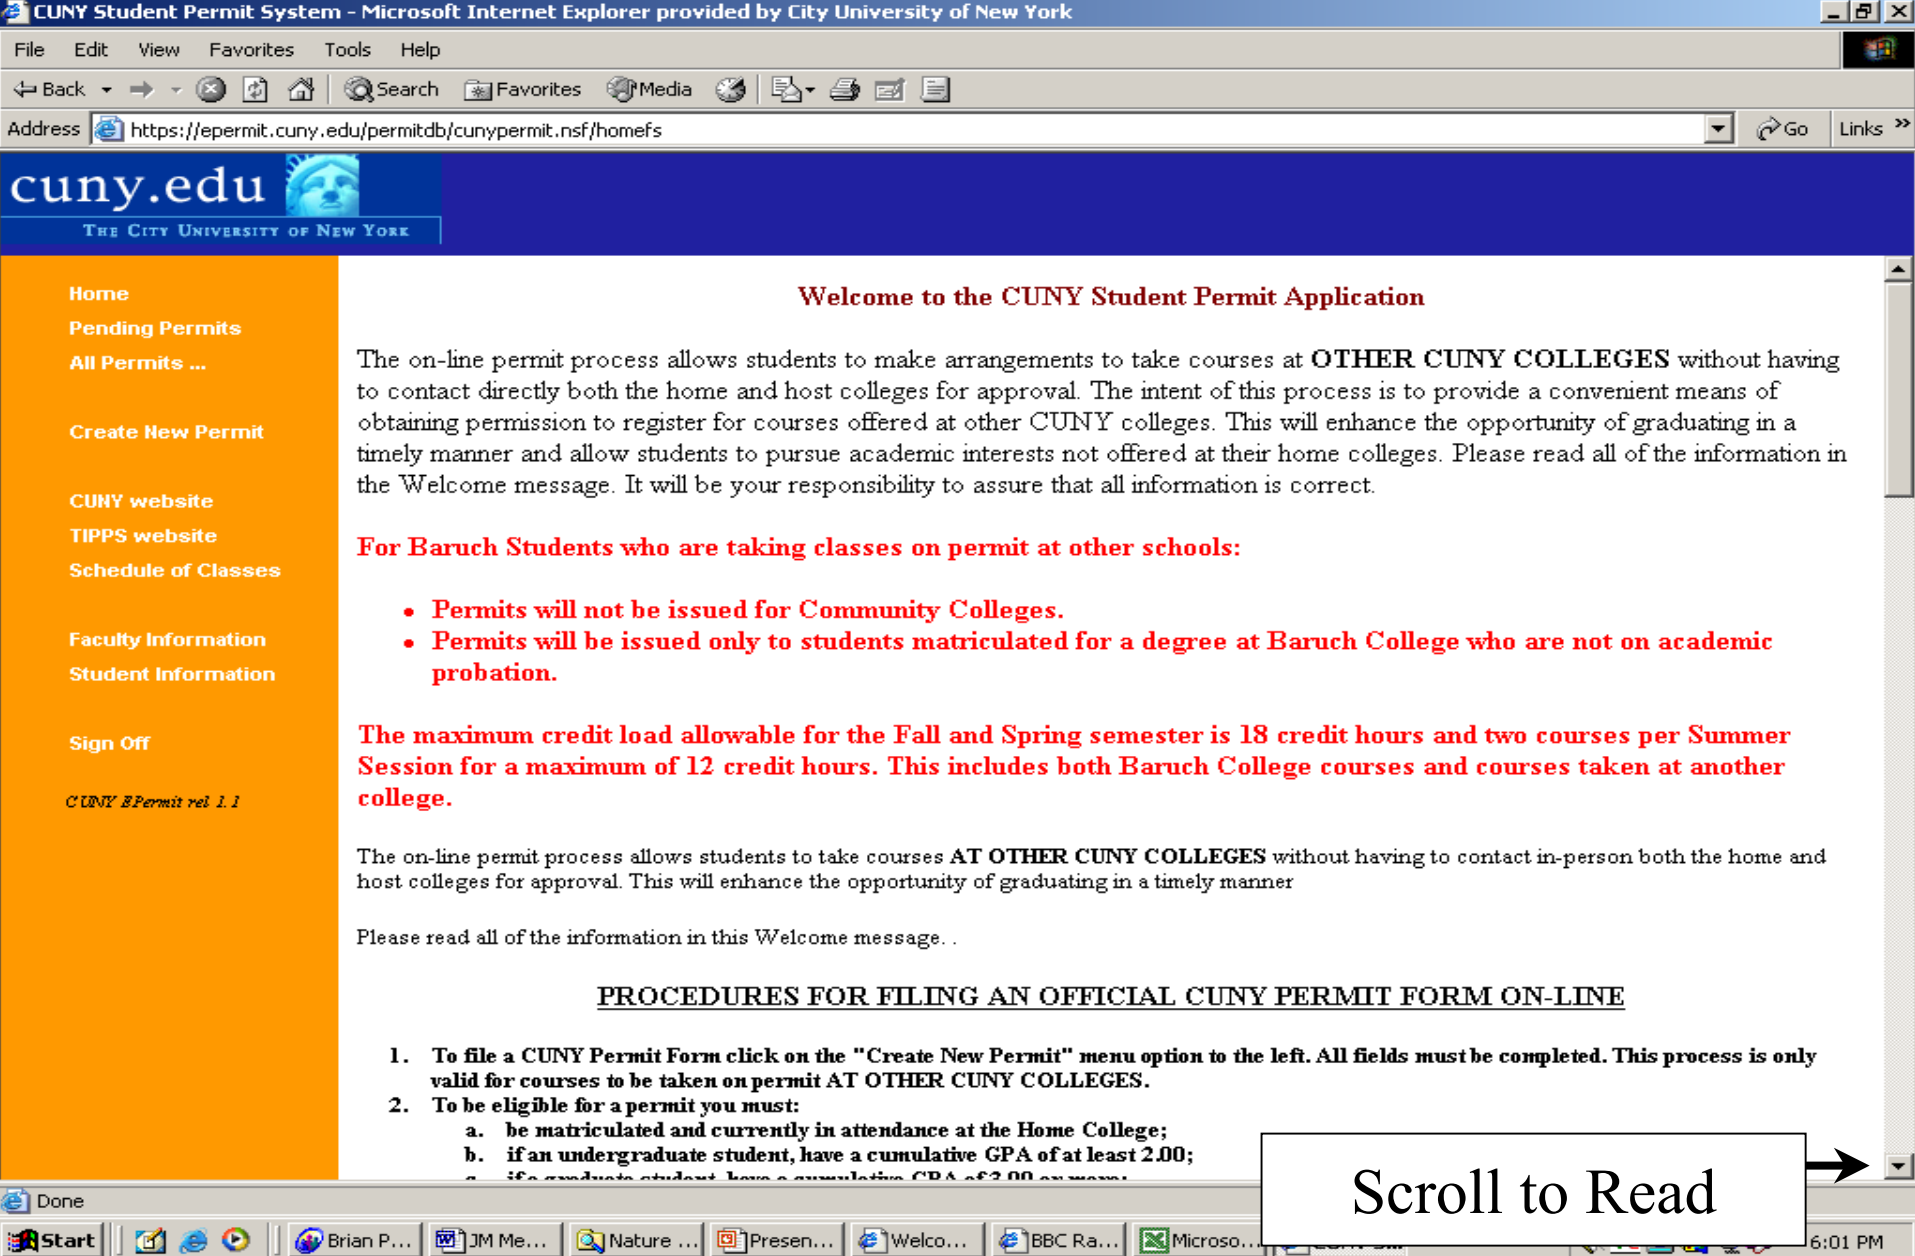 CUNY Student Permit System - Microsoft Internet Explorer provided by City University of New York
File Edit View Favorites Tools Help
Back Search Favorites Media
Address https://epermit.cuny.edu/permitdb/cunypermit.nsf/homefs Go Links »
cuny.edu
THE CITY UNIVERSITY OF NEW YORK
Home
Pending Permits
All Permits ...
Create New Permit
CUNY website
TIPPS website
Schedule of Classes
Faculty Information
Student Information
Sign Off
CUNY EPermit rel 1.1
Welcome to the CUNY Student Permit Application
The on-line permit process allows students to make arrangements to take courses at OTHER CUNY COLLEGES without having
to contact directly both the home and host colleges for approval. The intent of this process is to provide a convenient means of
obtaining permission to register for courses offered at other CUNY colleges. This will enhance the opportunity of graduating in a
timely manner and allow students to pursue academic interests not offered at their home colleges. Please read all of the information in
the Welcome message. It will be your responsibility to assure that all information is correct.
For Baruch Students who are taking classes on permit at other schools:
• Permits will not be issued for Community Colleges.
• Permits will be issued only to students matriculated for a degree at Baruch College who are not on academic
probation.
The maximum credit load allowable for the Fall and Spring semester is 18 credit hours and two courses per Summer
Session for a maximum of 12 credit hours. This includes both Baruch College courses and courses taken at another
college.
The on-line permit process allows students to take courses AT OTHER CUNY COLLEGES without having to contact in-person both the home and
host colleges for approval. This will enhance the opportunity of graduating in a timely manner
Please read all of the information in this Welcome message. .
PROCEDURES FOR FILING AN OFFICIAL CUNY PERMIT FORM ON-LINE
1. To file a CUNY Permit Form click on the "Create New Permit" menu option to the left. All fields must be completed. This process is only
valid for courses to be taken on permit AT OTHER CUNY COLLEGES.
2. To be eligible for a permit you must:
a. be matriculated and currently in attendance at the Home College;
b. if an undergraduate student, have a cumulative GPA of at least 2.00;
Scroll to Read
Done
Start Brian P... JM Me... Nature ... Presen... Welco... BBC Ra... Microso... 6:01 PM